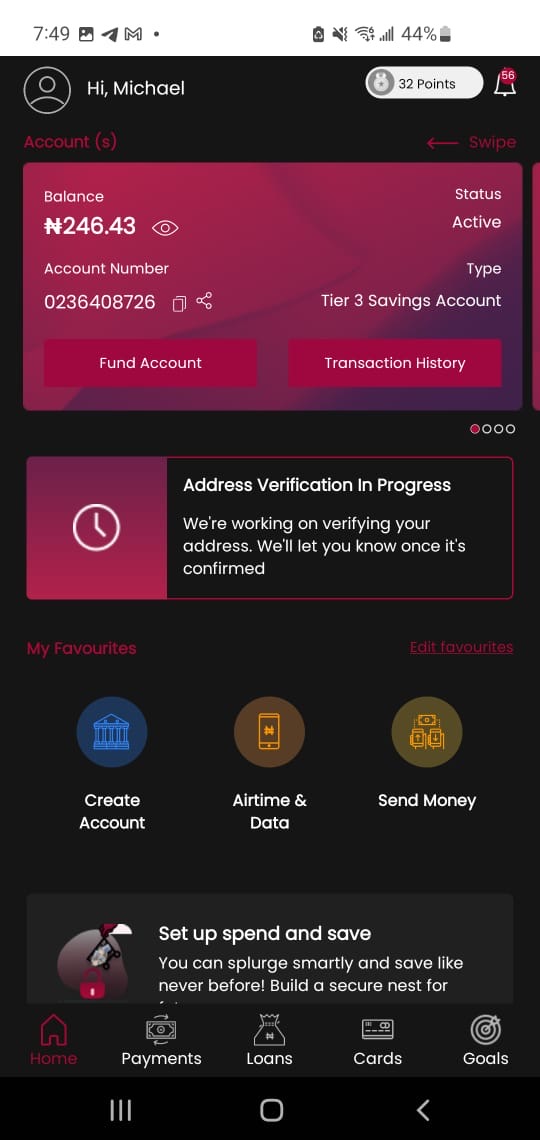 7:49
44%
Hi, Michael
32 Points
56
Account (s)
Swipe
Balance
Status
₦246.43
Active
Account Number
Type
0236408726
Tier 3 Savings Account
Fund Account
Transaction History
Address Verification In Progress
We're working on verifying your
address. We'll let you know once it's
confirmed
My Favourites
Edit favourites
Create
Account
Airtime &
Data
Send Money
Set up spend and save
You can splurge smartly and save like
never before! Build a secure nest for
Home
Payments
Loans
Cards
Goals